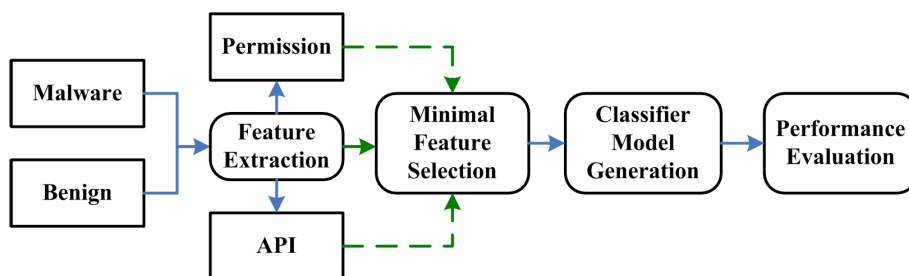 Malware
Benign
Permission
Feature
Extraction
API
Minimal
Feature
Selection
Classifier
Model
Generation
Performance
Evaluation